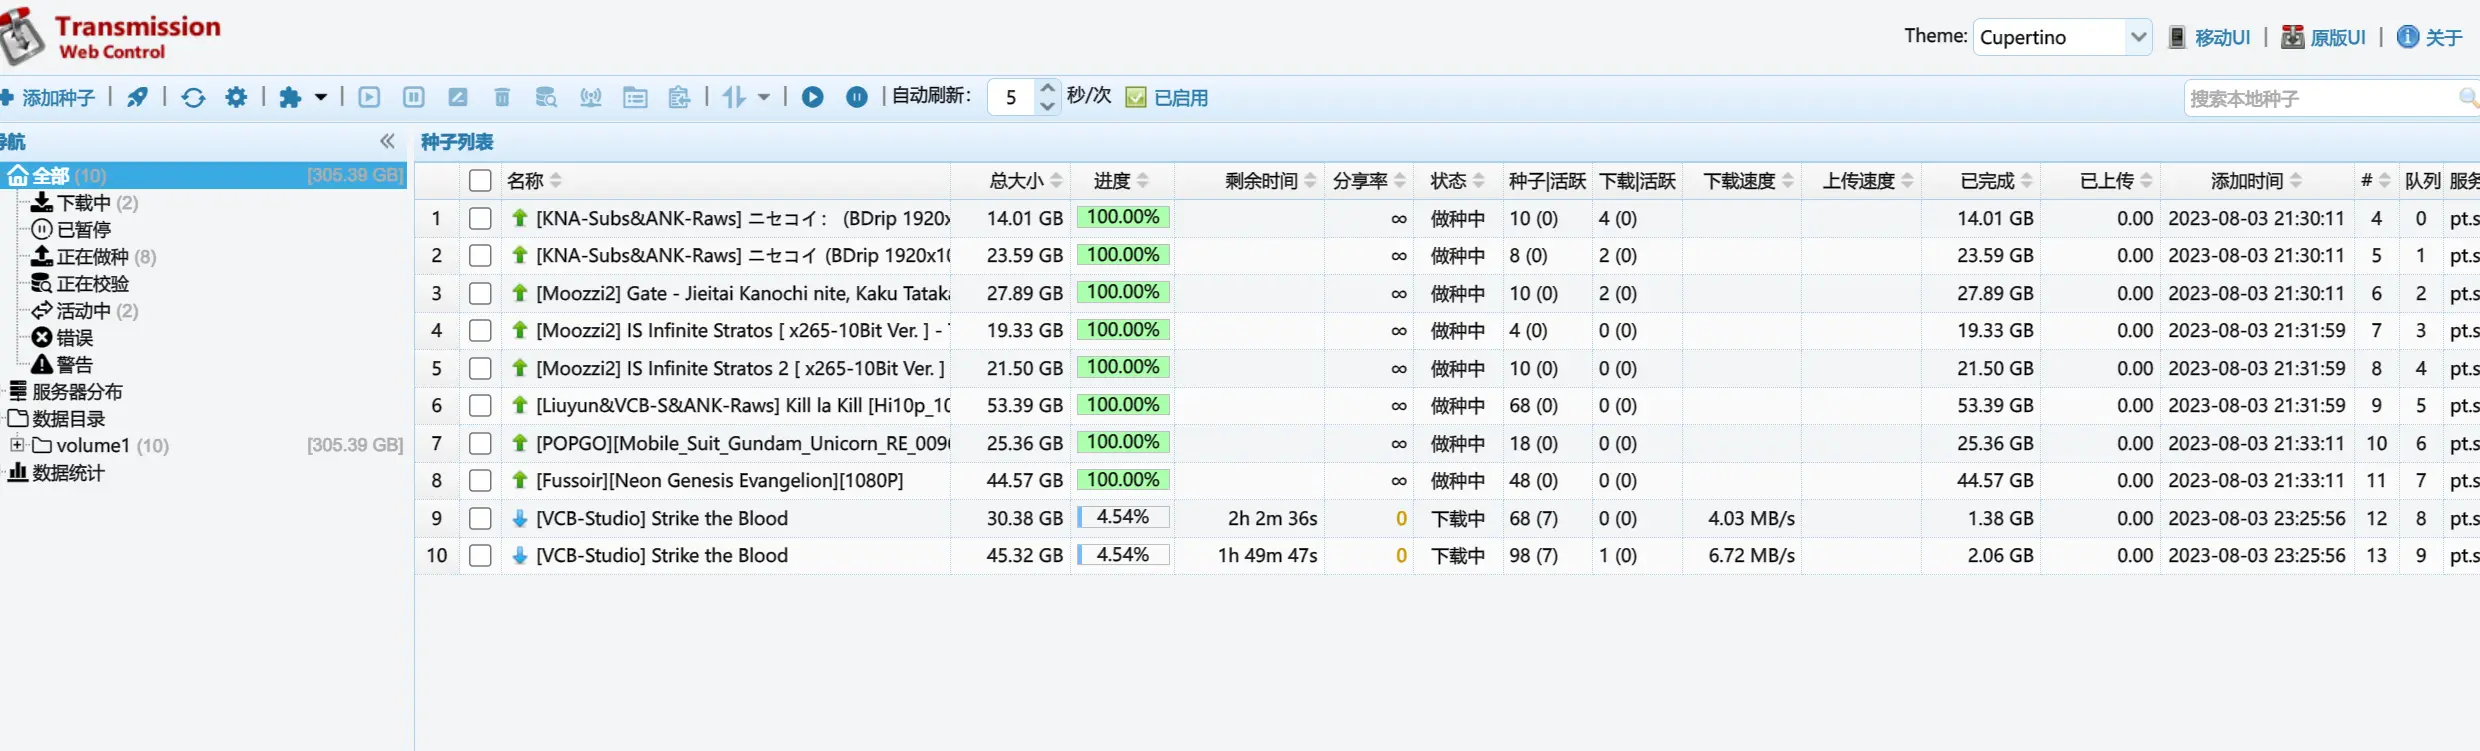 Transmission
Web Control
Theme: Cupertino 移动UI | 原版UI | 关于
添加种子 | | | | | | 自动刷新: 5 秒/次 已启用 搜索本地种子
导航 种子列表
全部 (10) [305.39 GB]
下载中 (2)
已暂停
正在做种 (8)
正在校验
活动中 (2)
错误
警告
服务器分布
数据目录
volume1 (10) [305.39 GB]
数据统计
名称 总大小 进度 剩余时间 分享率 状态 种子|活跃 下载|活跃 下载速度 上传速度 已完成 已上传 添加时间 # 队列 服务
1 [KNA-Subs&ANK-Raws] ニセコイ： (BDrip 1920x 14.01 GB 100.00% ∞ 做种中 10 (0) 4 (0) 14.01 GB 0.00 2023-08-03 21:30:11 4 0 pt.s
2 [KNA-Subs&ANK-Raws] ニセコイ (BDrip 1920x10 23.59 GB 100.00% ∞ 做种中 8 (0) 2 (0) 23.59 GB 0.00 2023-08-03 21:30:11 5 1 pt.s
3 [Moozzi2] Gate - Jieitai Kanochi nite, Kaku Tataka 27.89 GB 100.00% ∞ 做种中 10 (0) 2 (0) 27.89 GB 0.00 2023-08-03 21:30:11 6 2 pt.s
4 [Moozzi2] IS Infinite Stratos [ x265-10Bit Ver. ] - 19.33 GB 100.00% ∞ 做种中 4 (0) 0 (0) 19.33 GB 0.00 2023-08-03 21:31:59 7 3 pt.s
5 [Moozzi2] IS Infinite Stratos 2 [ x265-10Bit Ver. ] 21.50 GB 100.00% ∞ 做种中 10 (0) 0 (0) 21.50 GB 0.00 2023-08-03 21:31:59 8 4 pt.s
6 [Liuyun&VCB-S&ANK-Raws] Kill la Kill [Hi10p_10 53.39 GB 100.00% ∞ 做种中 68 (0) 0 (0) 53.39 GB 0.00 2023-08-03 21:31:59 9 5 pt.s
7 [POPGO][Mobile_Suit_Gundam_Unicorn_RE_0096 25.36 GB 100.00% ∞ 做种中 18 (0) 0 (0) 25.36 GB 0.00 2023-08-03 21:33:11 10 6 pt.s
8 [Fussoir][Neon Genesis Evangelion][1080P] 44.57 GB 100.00% ∞ 做种中 48 (0) 0 (0) 44.57 GB 0.00 2023-08-03 21:33:11 11 7 pt.s
9 [VCB-Studio] Strike the Blood 30.38 GB 4.54% 2h 2m 36s 0 下载中 68 (7) 0 (0) 4.03 MB/s 1.38 GB 0.00 2023-08-03 23:25:56 12 8 pt.s
10 [VCB-Studio] Strike the Blood 45.32 GB 4.54% 1h 49m 47s 0 下载中 98 (7) 1 (0) 6.72 MB/s 2.06 GB 0.00 2023-08-03 23:25:56 13 9 pt.s